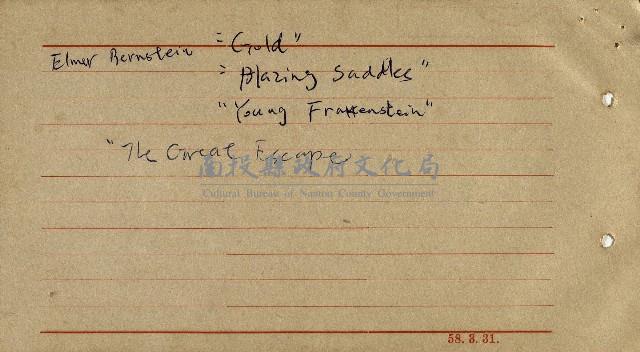 Elmer Bernstein "Gold"
"Blazing Saddles"
"Young Frankenstein"
"The Great Escape
南投縣政府文化局
Cultural Bureau of Nantou County Government
58. 3. 31.